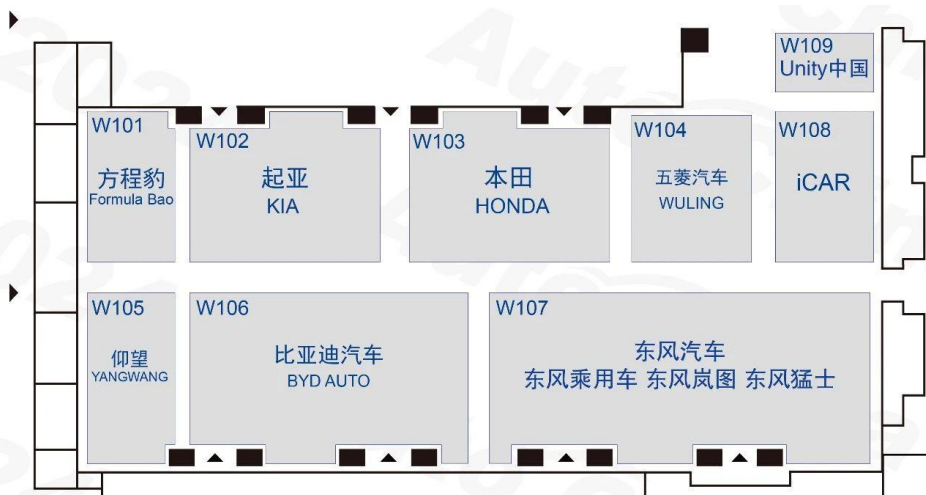 W109
Unity中国
W101
方程豹
Formula Bao
W102
起亚
KIA
W103
本田
HONDA
W104
五菱汽车
WULING
W108
iCAR
W105
仰望
YANGWANG
W106
比亚迪汽车
BYD AUTO
W107
东风汽车
东风乘用车 东风岚图 东风猛士